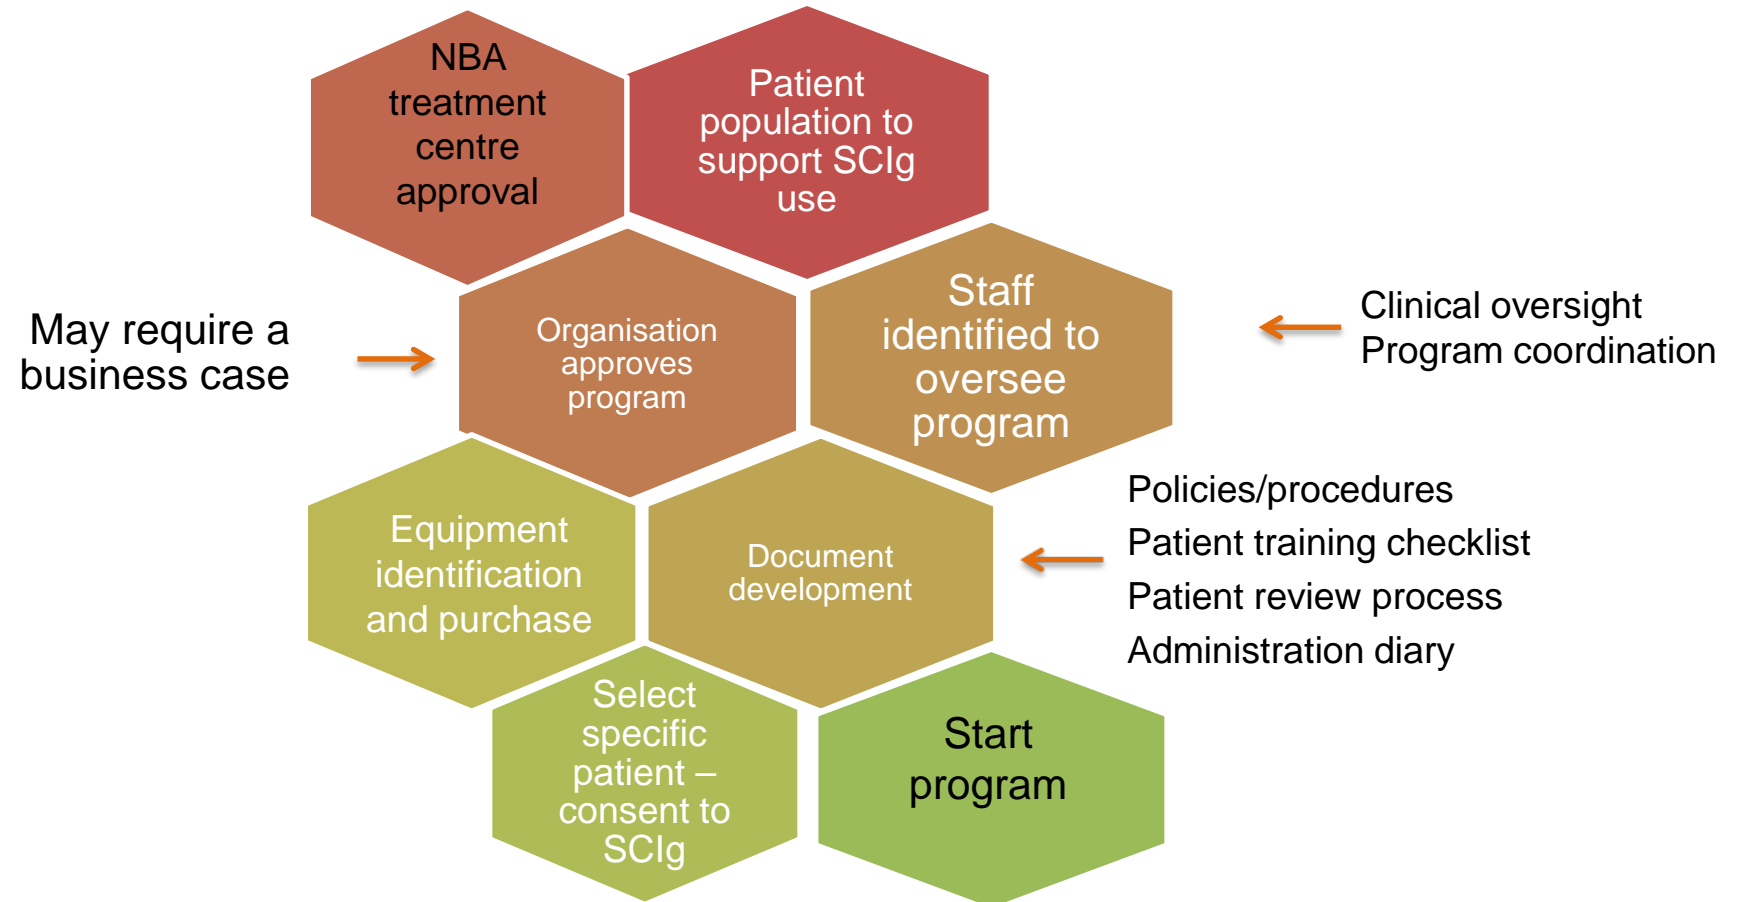 NBA
treatment
centre
approval
Patient
population to
support SCIg
use
May require a
business case
Organisation
approves
program
Staff
identified to
oversee
program
Clinical oversight
Program coordination
Equipment
identification
and purchase
Document
development
Policies/procedures
Patient training checklist
Patient review process
Administration diary
Select
specific
patient –
consent to
SCIg
Start
program